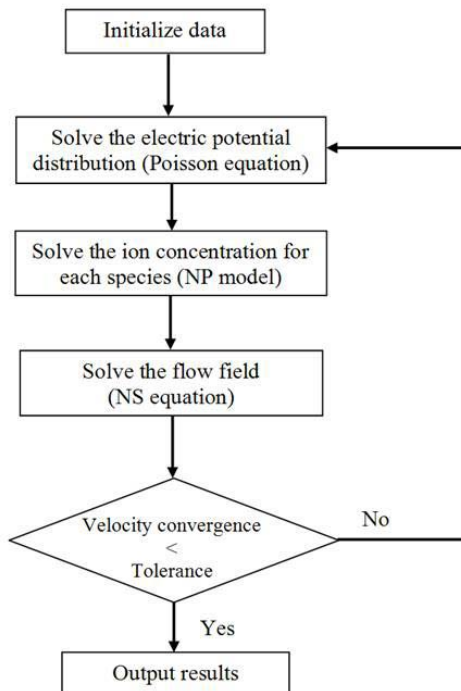 Initialize data
Solve the electric potential
distribution (Poisson equation)
Solve the ion concentration for
each species (NP model)
Solve the flow field
(NS equation)
Velocity convergence
<
Tolerance
No
Yes
Output results